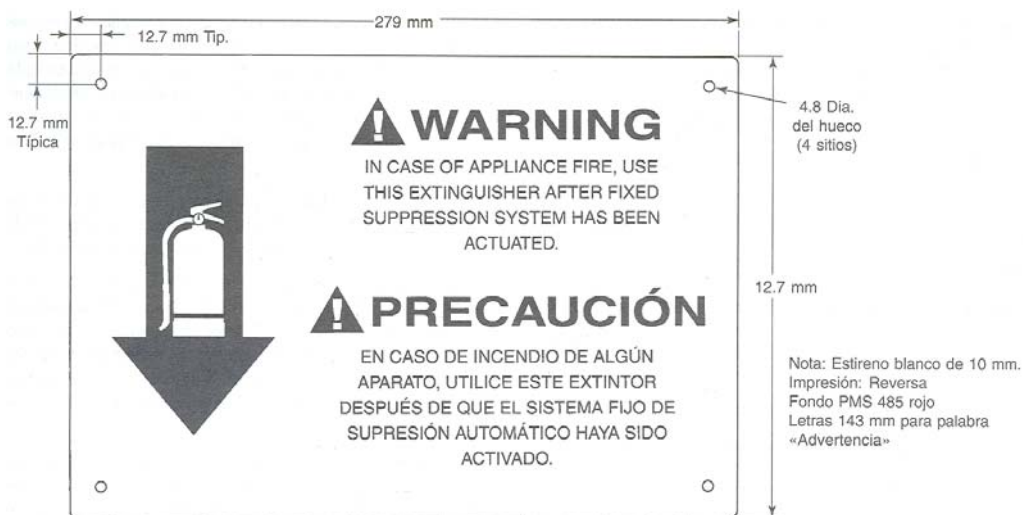 279 mm
12.7 mm Tip.
12.7 mm
Típica
4.8 Dia.
del hueco
(4 sitios)
WARNING
IN CASE OF APPLIANCE FIRE, USE
THIS EXTINGUISHER AFTER FIXED
SUPPRESSION SYSTEM HAS BEEN
ACTUATED.
12.7 mm
PRECAUCIÓN
EN CASO DE INCENDIO DE ALGÚN
APARATO, UTILICE ESTE EXTINTOR
DESPUÉS DE QUE EL SISTEMA FIJO DE
SUPRESIÓN AUTOMÁTICO HAYA SIDO
ACTIVADO.
Nota: Estireno blanco de 10 mm.
Impresión: Reversa
Fondo PMS 485 rojo
Letras 143 mm para palabra
«Advertencia»